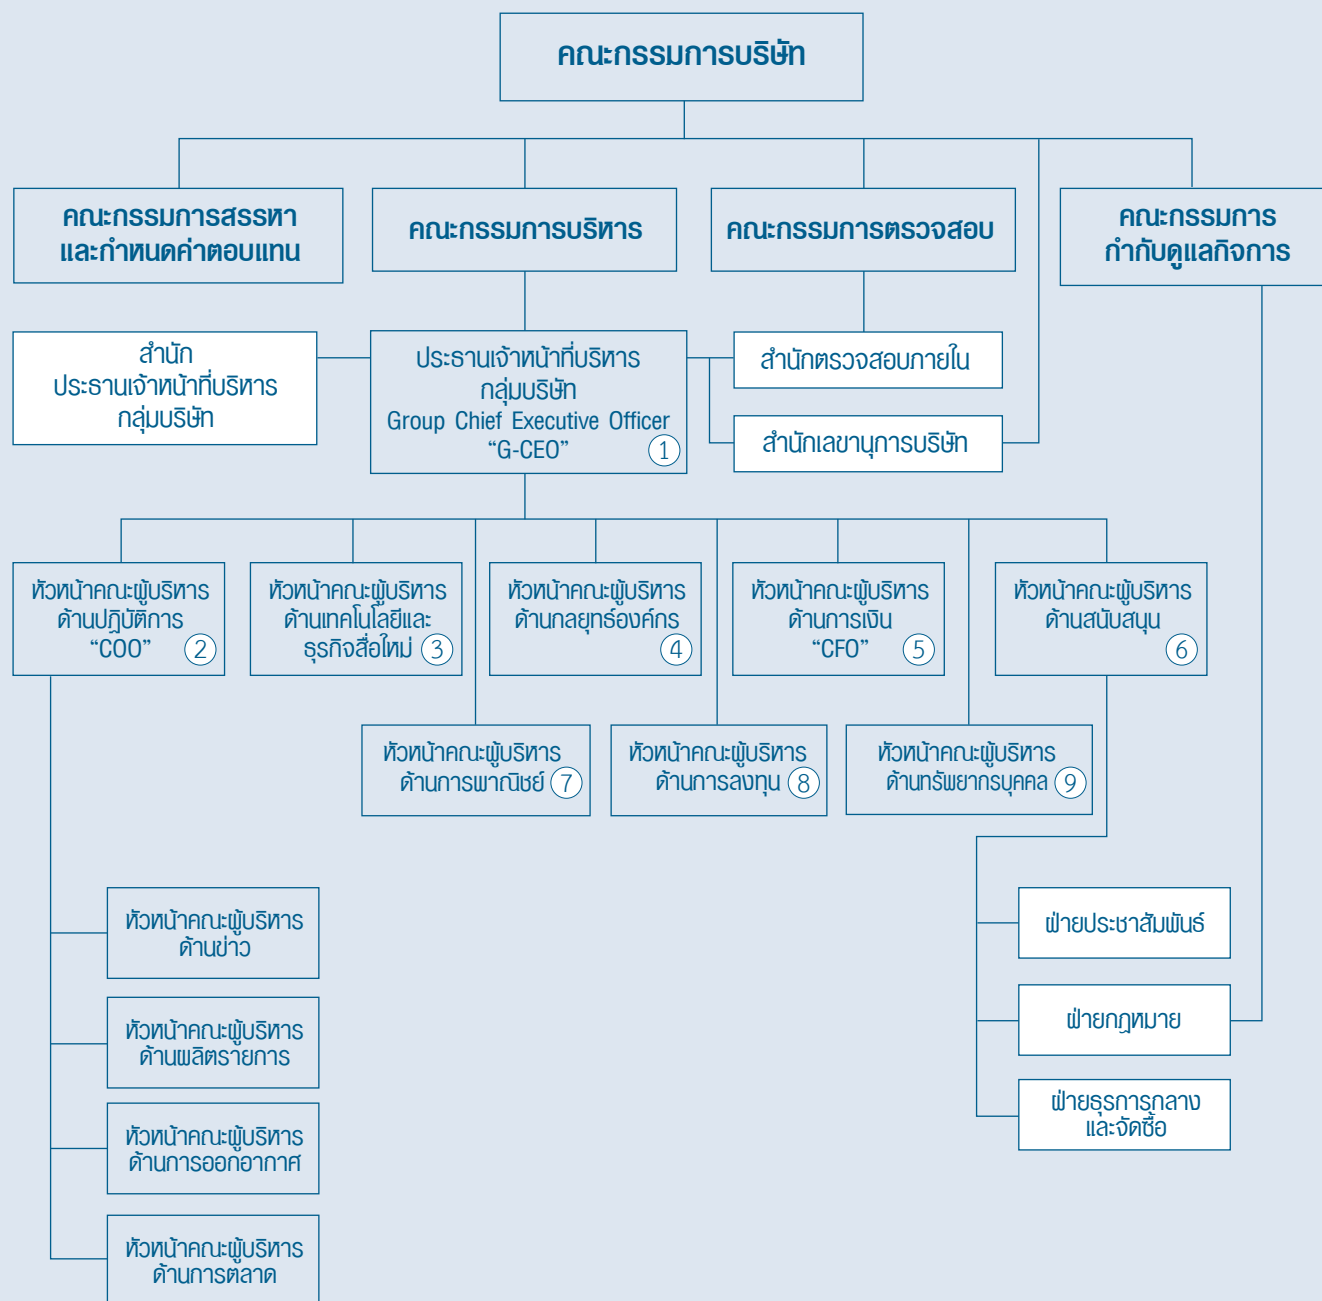 คณะกรรมการบริษัท
คณะกรรมการสรรหา
และกำหนดค่าตอบแทน
คณะกรรมการบริหาร
คณะกรรมการตรวจสอบ
คณะกรรมการ
กำกับดูแลกิจการ
สำนัก
ประธานเจ้าหน้าที่บริหาร
กลุ่มบริษัท
ประธานเจ้าหน้าที่บริหาร
กลุ่มบริษัท
Group Chief Executive Officer
“G-CEO” 1
สำนักตรวจสอบภายใน
สำนักเลขานุการบริษัท
หัวหน้าคณะผู้บริหาร
ด้านปฏิบัติการ
“COO” 2
หัวหน้าคณะผู้บริหาร
ด้านเทคโนโลยีและ
ธุรกิจสื่อใหม่ 3
หัวหน้าคณะผู้บริหาร
ด้านกลยุทธ์องค์กร
4
หัวหน้าคณะผู้บริหาร
ด้านการเงิน
“CFO” 5
หัวหน้าคณะผู้บริหาร
ด้านสนับสนุน
6
หัวหน้าคณะผู้บริหาร
ด้านการพาณิชย์ 7
หัวหน้าคณะผู้บริหาร
ด้านการลงทุน 8
หัวหน้าคณะผู้บริหาร
ด้านทรัพยากรบุคคล 9
หัวหน้าคณะผู้บริหาร
ด้านข่าว
หัวหน้าคณะผู้บริหาร
ด้านผลิตรายการ
หัวหน้าคณะผู้บริหาร
ด้านการออกอากาศ
หัวหน้าคณะผู้บริหาร
ด้านการตลาด
ฝ่ายประชาสัมพันธ์
ฝ่ายกฎหมาย
ฝ่ายธุรการกลาง
และจัดซื้อ